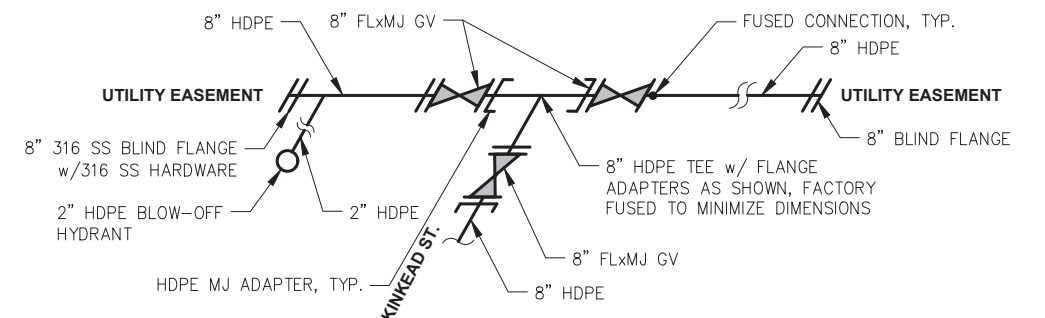 8" HDPE
8" FLxMJ GV
FUSED CONNECTION, TYP.
8" HDPE
UTILITY EASEMENT
UTILITY EASEMENT
8" 316 SS BLIND FLANGE
w/316 SS HARDWARE
8" BLIND FLANGE
8" HDPE TEE w/ FLANGE
ADAPTERS AS SHOWN, FACTORY
FUSED TO MINIMIZE DIMENSIONS
2" HDPE BLOW-OFF
HYDRANT
2" HDPE
8" FLxMJ GV
HDPE MJ ADAPTER, TYP.
KINKEAD ST.
8" HDPE